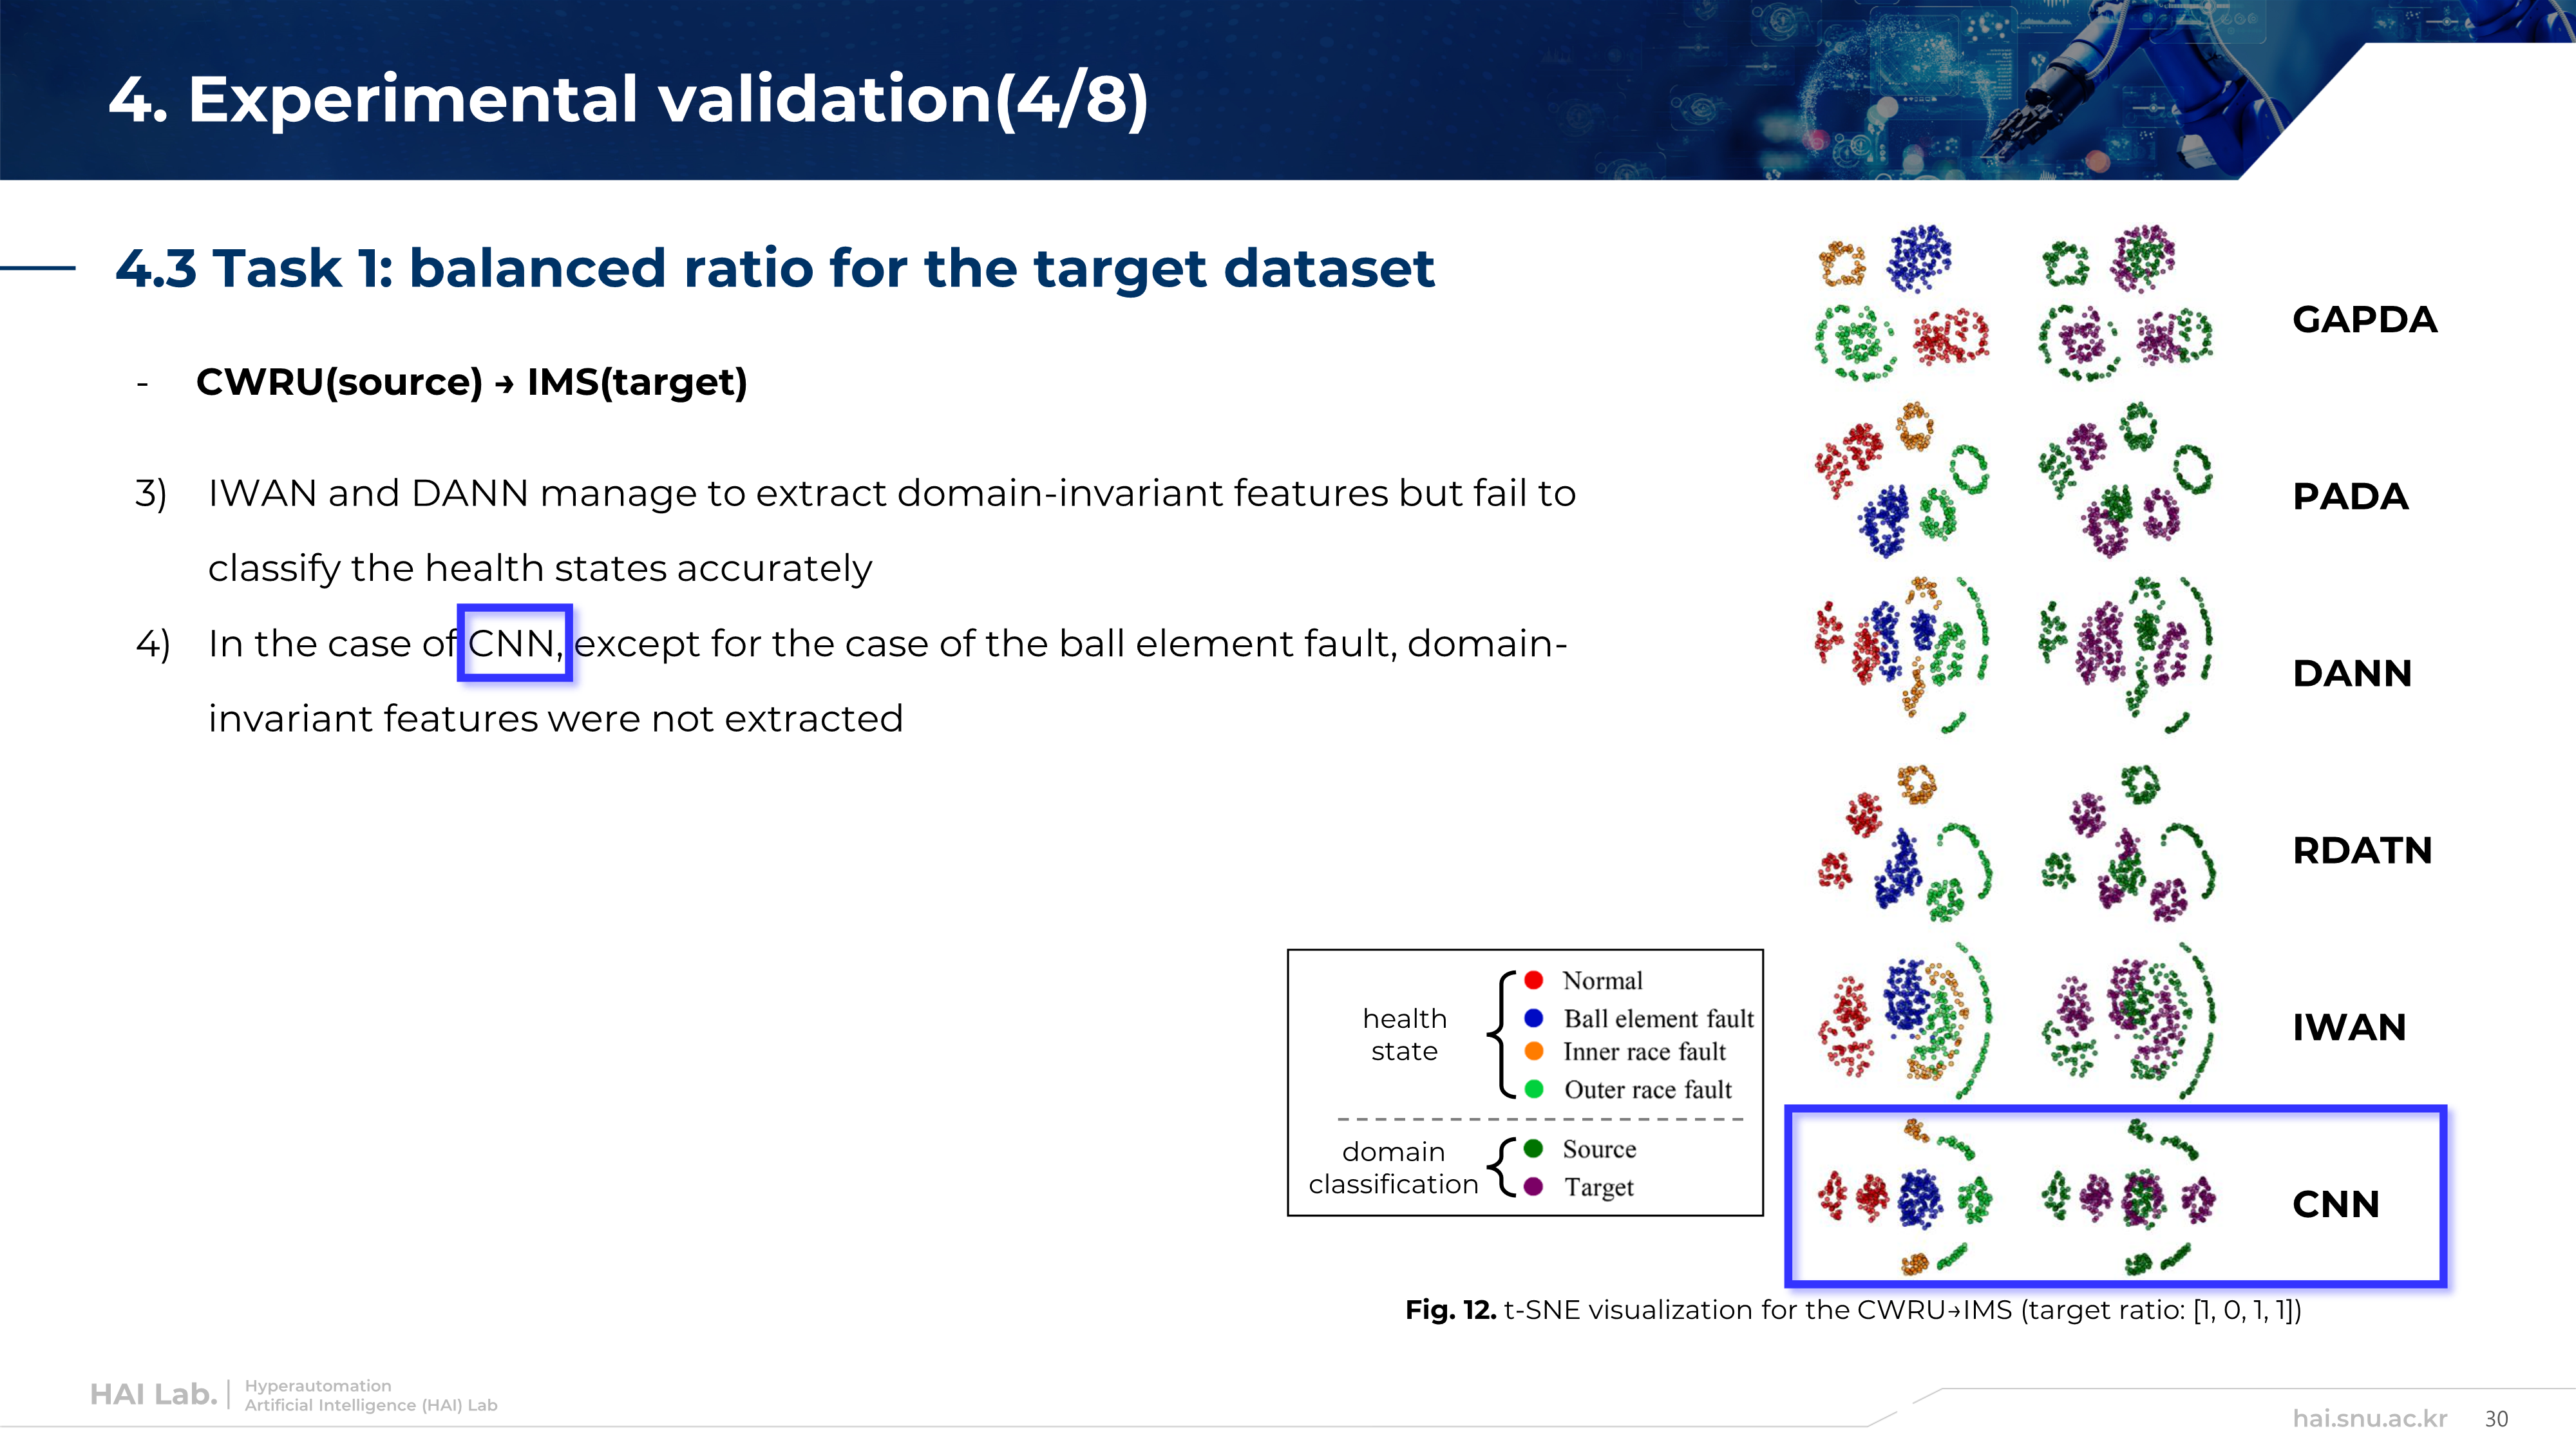 4. Experimental validation(4/8)
4.3 Task 1: balanced ratio for the target dataset
- CWRU(source) → IMS(target)
3) IWAN and DANN manage to extract domain-invariant features but fail to
classify the health states accurately
4) In the case of CNN, except for the case of the ball element fault, domain-
invariant features were not extracted
GAPDA
PADA
DANN
RDATN
IWAN
CNN
health
state
Normal
Ball element fault
Inner race fault
Outer race fault
domain
classification
Source
Target
Fig. 12. t-SNE visualization for the CWRU→IMS (target ratio: [1, 0, 1, 1])
HAI Lab.
Hyperautomation
Artificial Intelligence (HAI) Lab
hai.snu.ac.kr 30